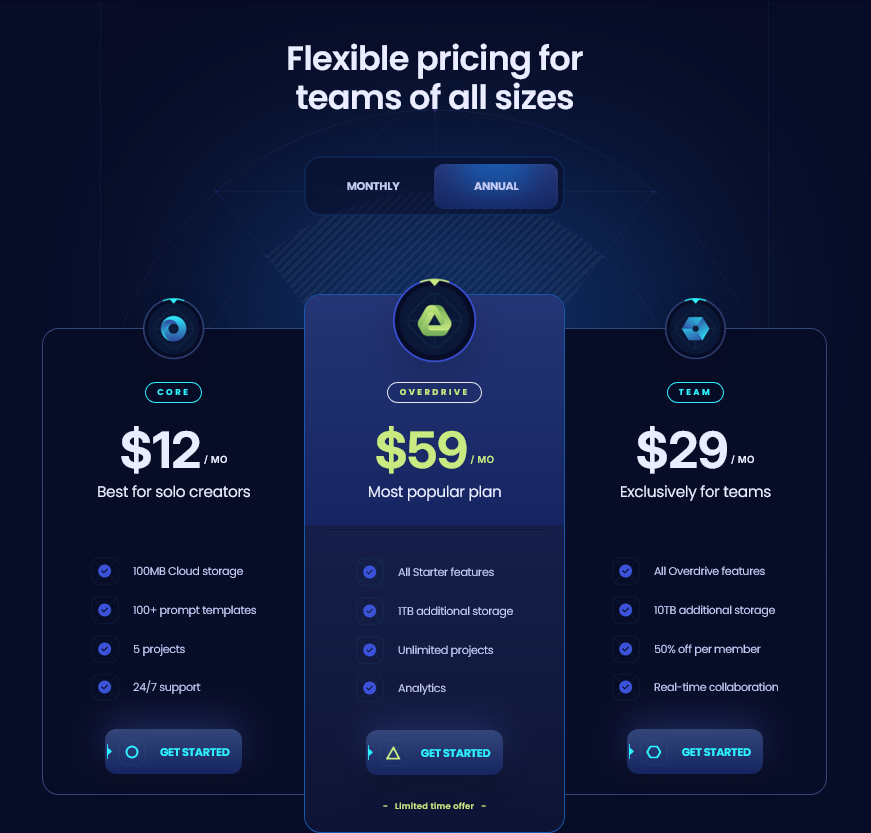 Flexible pricing for
teams of all sizes
MONTHLY
ANNUAL
CORE
$12 / MO
Best for solo creators
100MB Cloud storage
100+ prompt templates
5 projects
24/7 support
GET STARTED
OVERDRIVE
$59 / MO
Most popular plan
All Starter features
1TB additional storage
Unlimited projects
Analytics
GET STARTED
- Limited time offer -
TEAM
$29 / MO
Exclusively for teams
All Overdrive features
10TB additional storage
50% off per member
Real-time collaboration
GET STARTED